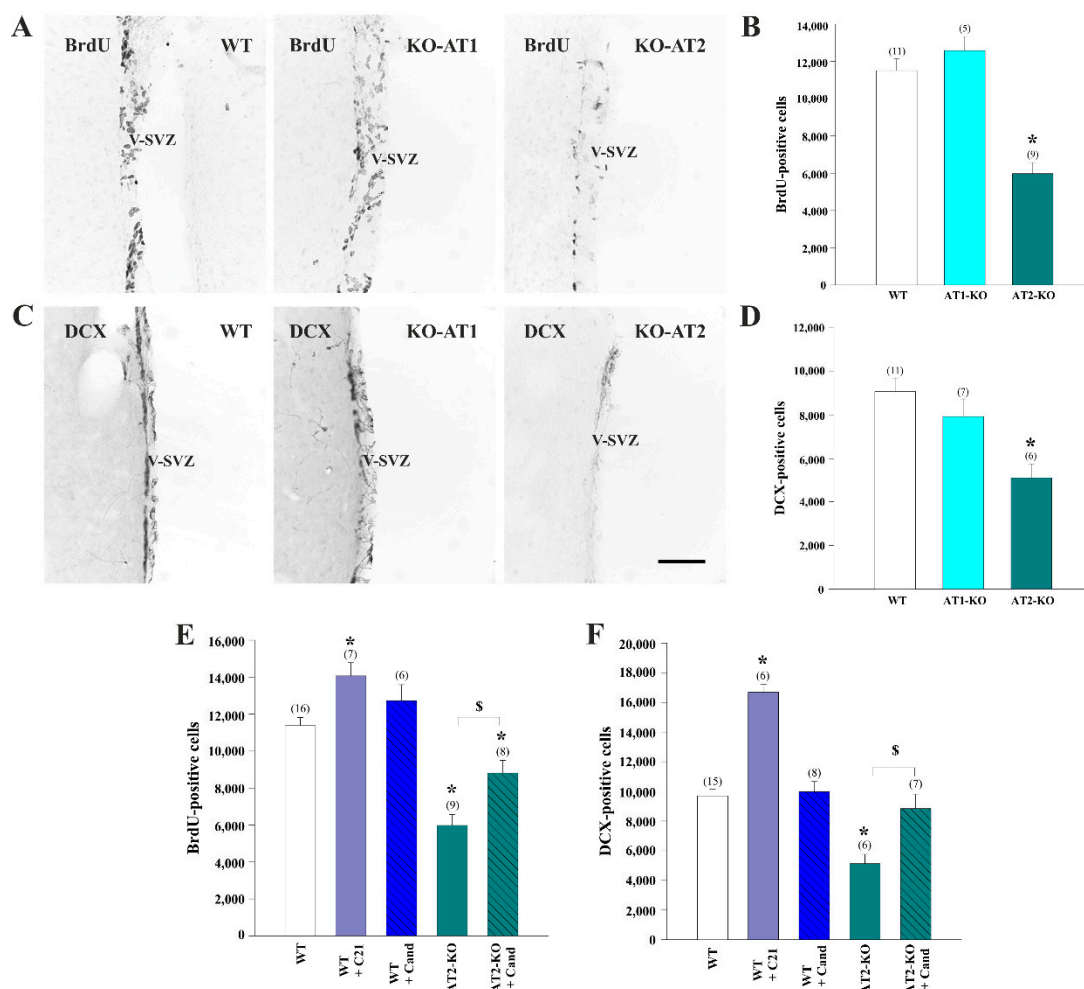 A
BrdU WT
V-SVZ
BrdU KO-AT1
V-SVZ
BrdU KO-AT2
V-SVZ
B
BrdU-positive cells
14,000
12,000
10,000
8,000
6,000
4,000
2,000
0
(11)
(5)
*
(9)
WT AT1-KO AT2-KO
C
DCX WT
V-SVZ
DCX KO-AT1
V-SVZ
DCX KO-AT2
V-SVZ
D
DCX-positive cells
12,000
10,000
8,000
6,000
4,000
2,000
0
(11)
(7)
*
(6)
WT AT1-KO AT2-KO
E
BrdU-positive cells
16,000
14,000
12,000
10,000
8,000
6,000
4,000
2,000
0
(16)
*
(7)
(6)
*
(9)
$
*
(8)
WT
WT
+ C21
WT
+ Cand
AT2-KO
AT2-KO
+ Cand
F
DCX-positive cells
20,000
18,000
16,000
14,000
12,000
10,000
8,000
6,000
4,000
2,000
0
(15)
*
(6)
(8)
*
(6)
$
(7)
WT
WT
+ C21
WT
+ Cand
AT2-KO
AT2-KO
+ Cand